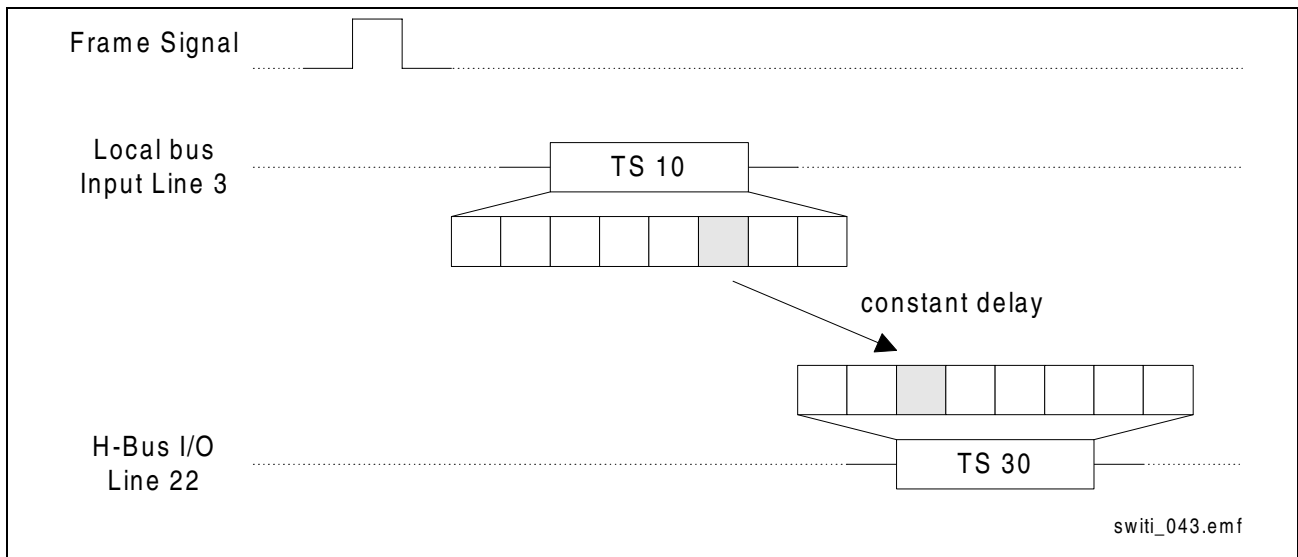 Frame Signal
Local bus
Input Line 3
TS 10
constant delay
H-Bus I/O
Line 22
TS 30
switi_043.emf